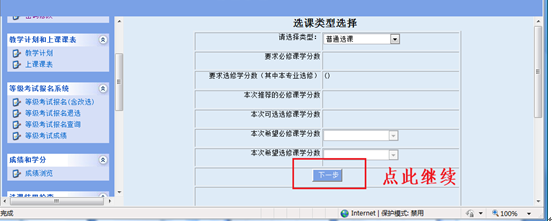 选课类型选择
请选择类型： 普通选课
要求必修课学分数
要求选修学分数（其中本专业选修） ()
本次推荐的必修课学分数
本次可选选修课学分数
本次希望必修课学分数
本次希望选修课学分数
下一步
点此继续
教学计划和上课课表
教学计划
上课课表
等级考试报名系统
等级考试报名(含改选)
等级考试报名退选
等级考试报名查询
等级考试成绩
成绩和学分
成绩浏览
完成
Internet | 保护模式: 禁用
100%